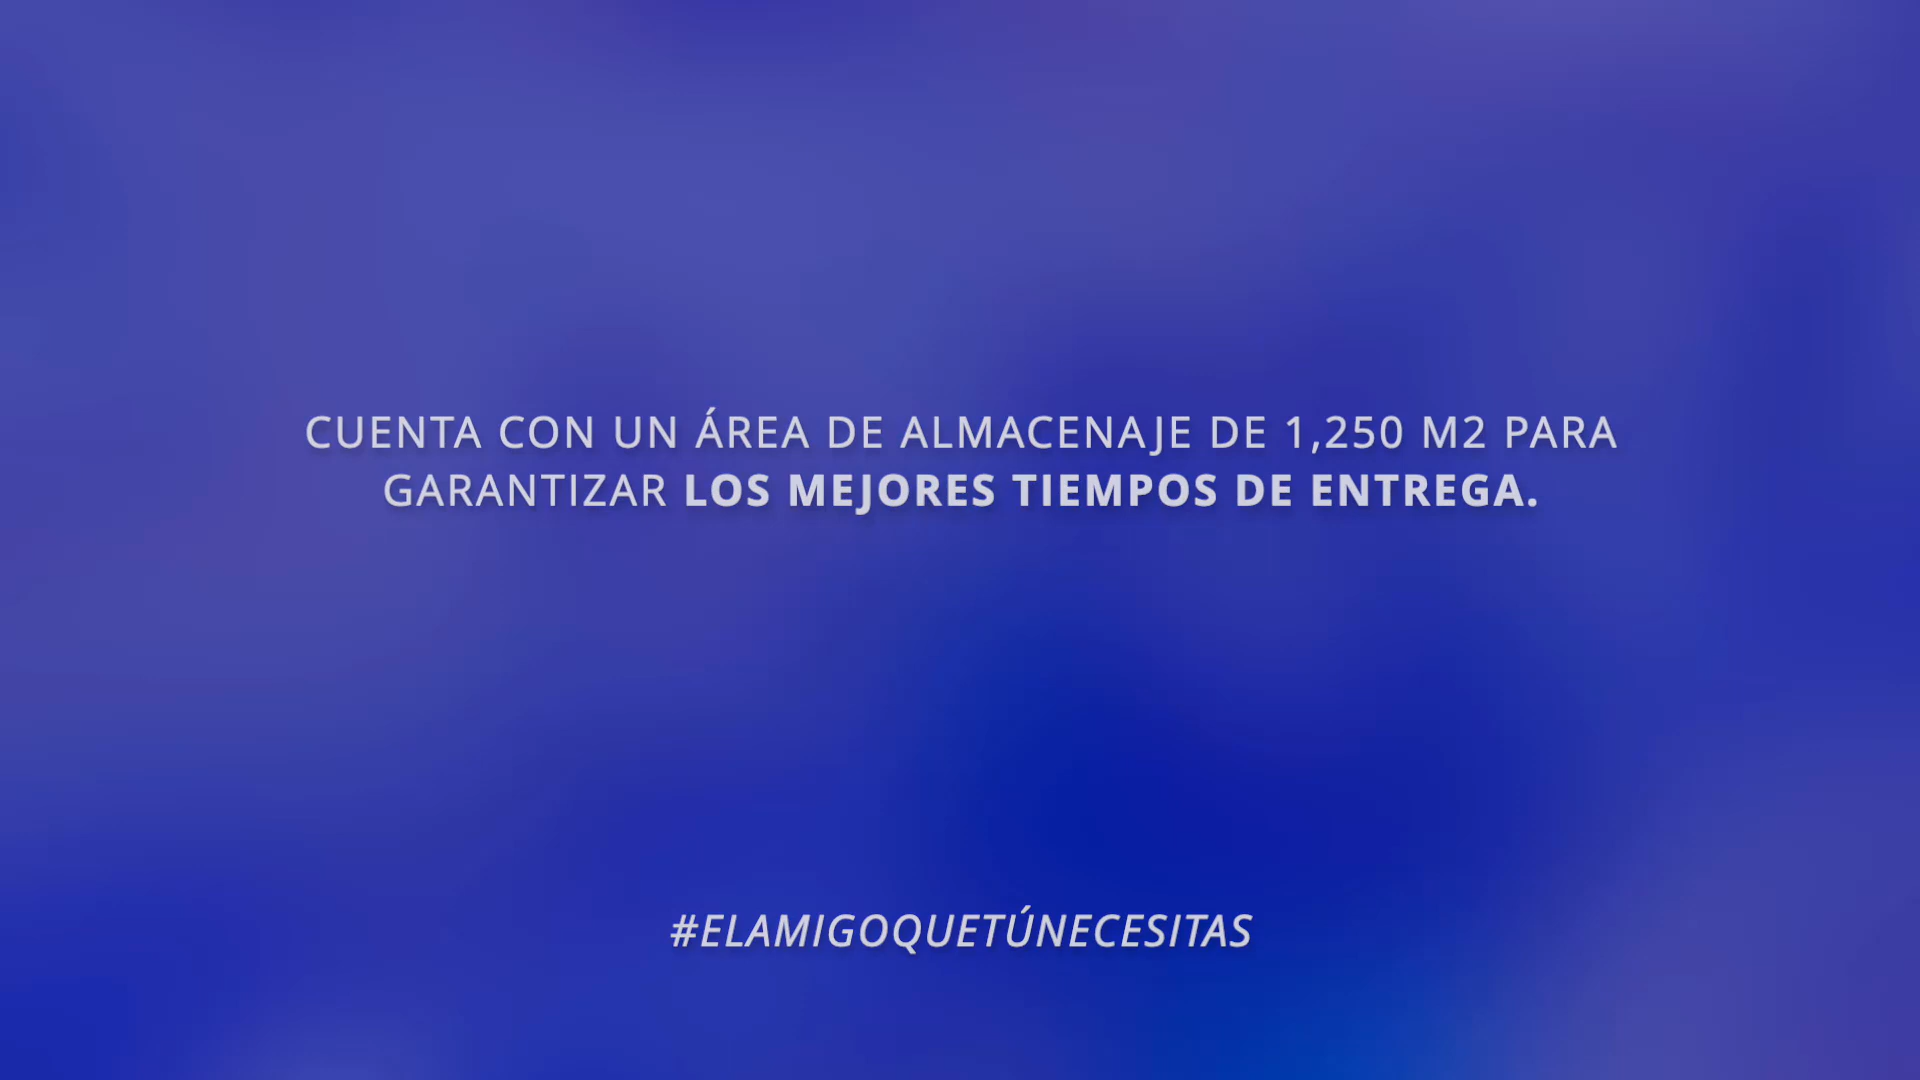 CUENTA CON UN ÁREA DE ALMACENAJE DE 1,250 M2 PARA
GARANTIZAR LOS MEJORES TIEMPOS DE ENTREGA.
#ELAMIGOQUETÚNECESITAS